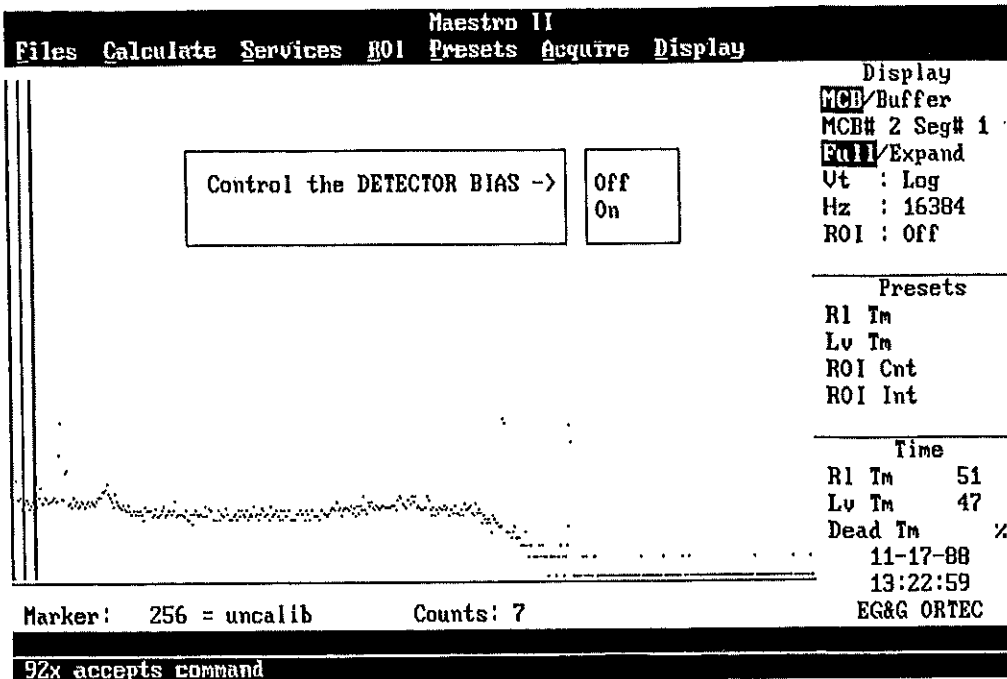 Maestro II
Files Calculate Services ROI Presets Acquire Display
Control the DETECTOR BIAS ->
Off
On
Display
MCB/Buffer
MCB# 2 Seg# 1
Full/Expand
Vt : Log
Hz : 16384
ROI : Off
Presets
Rl Tm
Lv Tm
ROI Cnt
ROI Int
Time
Rl Tm 51
Lv Tm 47
Dead Tm %
11-17-88
13:22:59
EG&G ORTEC
Marker: 256 = uncalib Counts: 7
92x accepts command